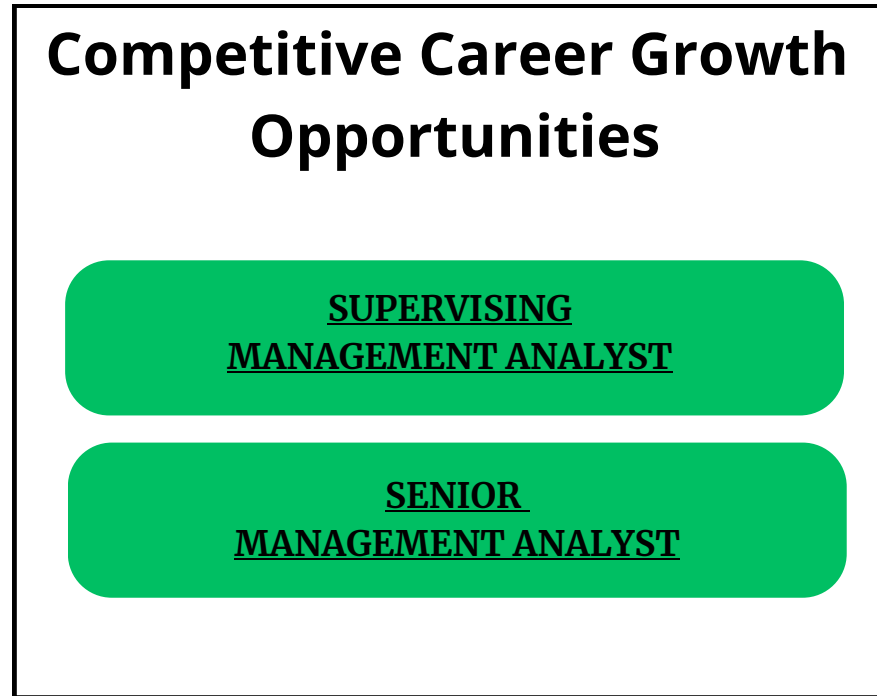 Competitive Career Growth
Opportunities
SUPERVISING
MANAGEMENT ANALYST
SENIOR
MANAGEMENT ANALYST